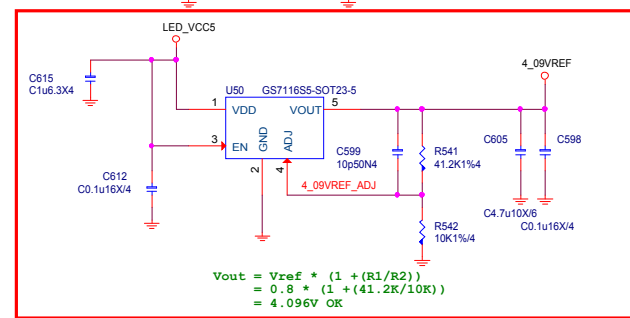 LED_VCC5
4_09VREF
C615
C1u6.3X4
U50 GS7116S5-SOT23-5
1 VDD VOUT 5
3 EN GND ADJ
2 4
C599
10p50N4
R541
41.2K1%4
C605 C598
C612
C0.1u16X/4
4_09VREF_ADJ
C4.7u10X/6
C0.1u16X/4
R542
10K1%/4
Vout = Vref * (1 +(R1/R2))
= 0.8 * (1 +(41.2K/10K))
= 4.096V OK